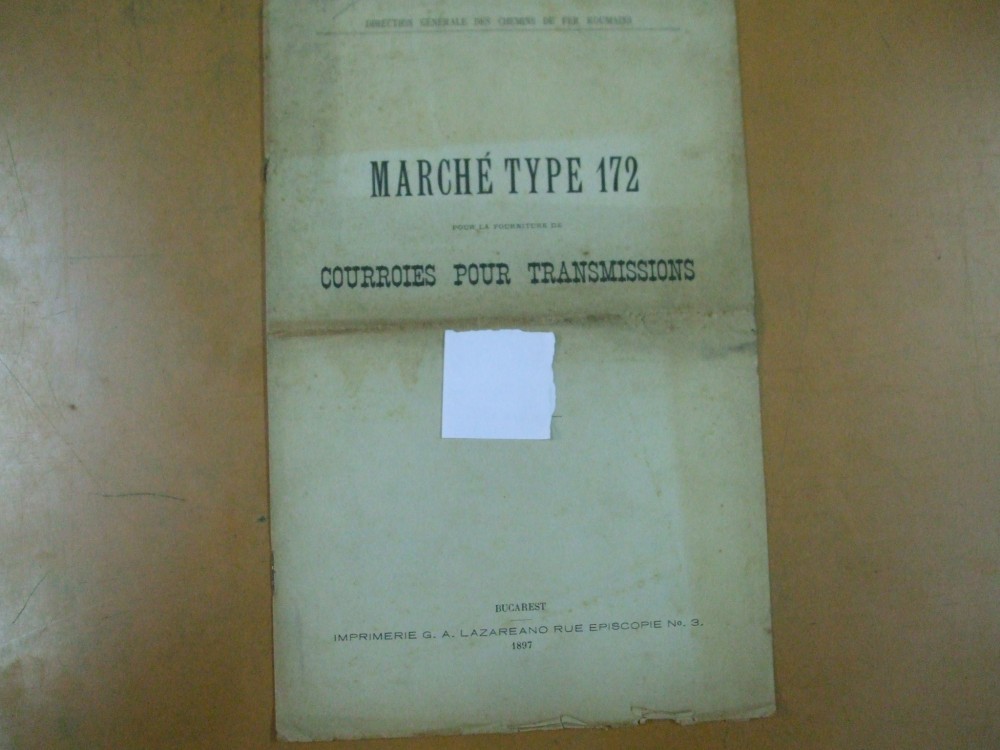 DIRECTION GÉNÉRALE DES CHEMINS DE FER ROUMAINS
MARCHÉ TYPE 172
POUR LA FOURNITURE DE
COURROIES POUR TRANSMISSIONS
BUCAREST
IMPRIMERIE G. A. LAZAREANO RUE EPISCOPIE No. 3.
1897